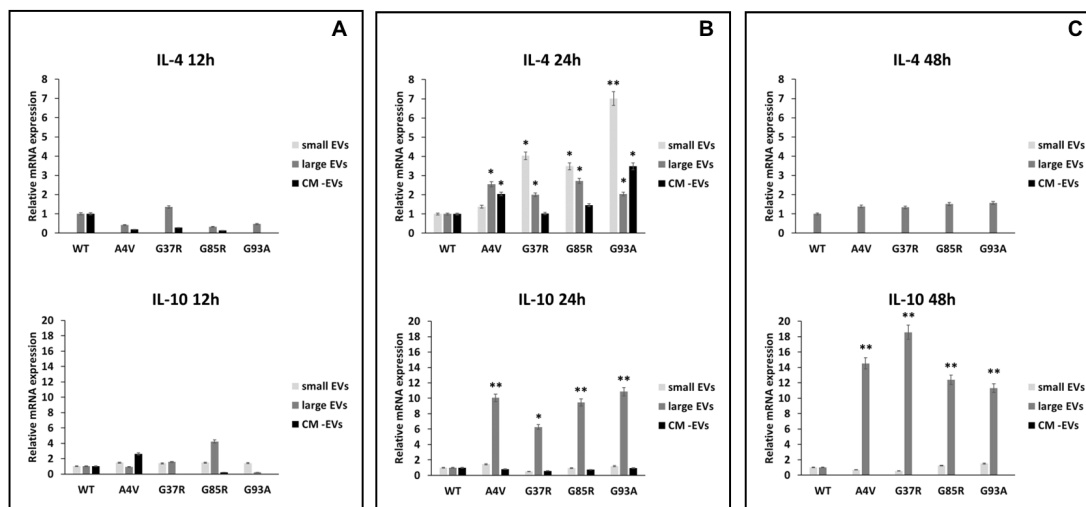 A
IL-4 12h
Relative mRNA expression
8
7
6
5
4
3
2
1
0
WT A4V G37R G85R G93A
small EVs
large EVs
CM -EVs
IL-10 12h
Relative mRNA expression
20
18
16
14
12
10
8
6
4
2
0
WT A4V G37R G85R G93A
small EVs
large EVs
CM -EVs
B
IL-4 24h
Relative mRNA expression
8
7
6
5
4
3
2
1
0
* * * * * * ** * *
WT A4V G37R G85R G93A
small EVs
large EVs
CM -EVs
IL-10 24h
Relative mRNA expression
20
18
16
14
12
10
8
6
4
2
0
** * ** **
WT A4V G37R G85R G93A
small EVs
large EVs
CM -EVs
C
IL-4 48h
Relative mRNA expression
8
7
6
5
4
3
2
1
0
WT A4V G37R G85R G93A
small EVs
large EVs
CM -EVs
IL-10 48h
Relative mRNA expression
20
18
16
14
12
10
8
6
4
2
0
** ** ** **
WT A4V G37R G85R G93A
small EVs
large EVs
CM -EVs